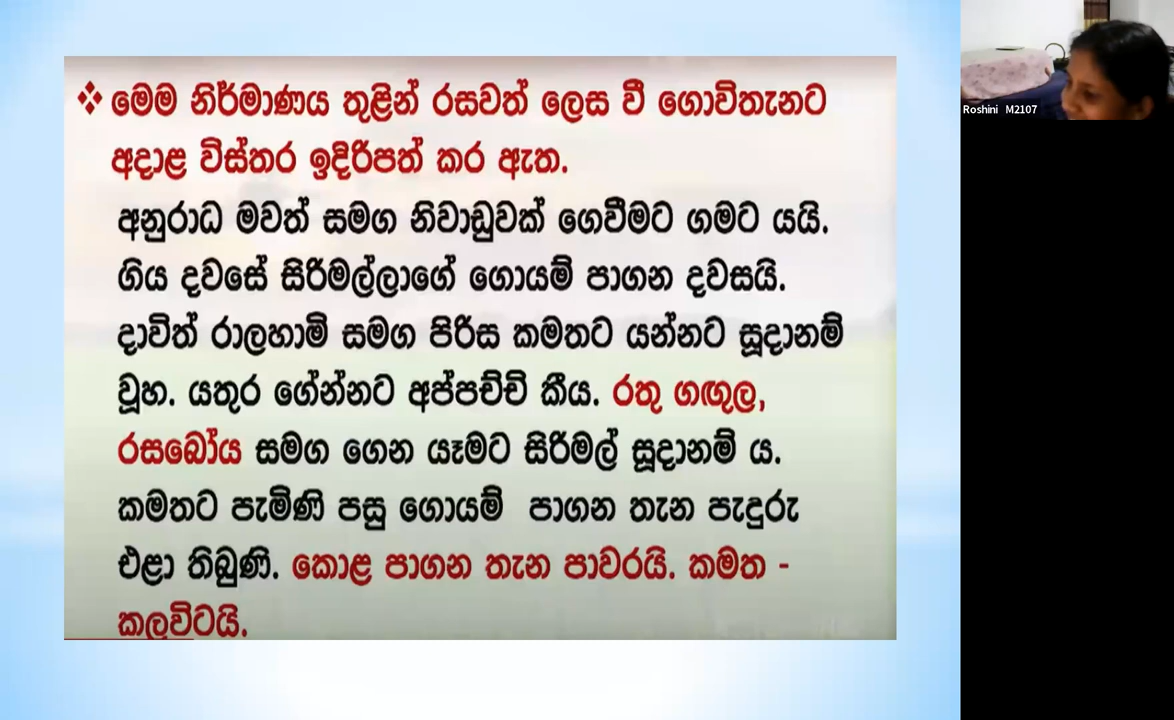 ❖ මෙම නිර්මාණය තුළින් රසවත් ලෙස වී ගොවිතැනට
අදාළ විස්තර ඉදිරිපත් කර ඇත.
අනුරාධ මවත් සමග නිවාඩුවක් ගෙවීමට ගමට යයි.
ගිය දවසේ සිරිමල්ලාගේ ගොයම් පාගන දවසයි.
දාවිත් රාලහාමි සමග පිරිස කමතට යන්නට සූදානම්
වූහ. යතුර ගේන්නට අප්පච්චි කීය. රතු ගඟුල,
රසබෝය සමග ගෙන යෑමට සිරිමල් සූදානම් ය.
කමතට පැමිණි පසු ගොයම් පාගන තැන පැදුරු
එළා තිබුණි. කොළ පාගන තැන පාවරයි. කමත -
කලවිටයි.
Roshini M2107